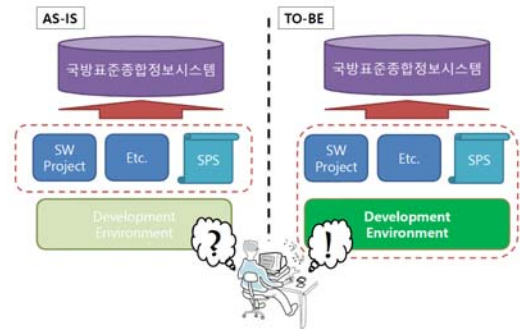 AS-IS
국방표준종합정보시스템
SW
Project
Etc.
SPS
Development
Environment
?
TO-BE
국방표준종합정보시스템
SW
Project
Etc.
SPS
Development
Environment
!